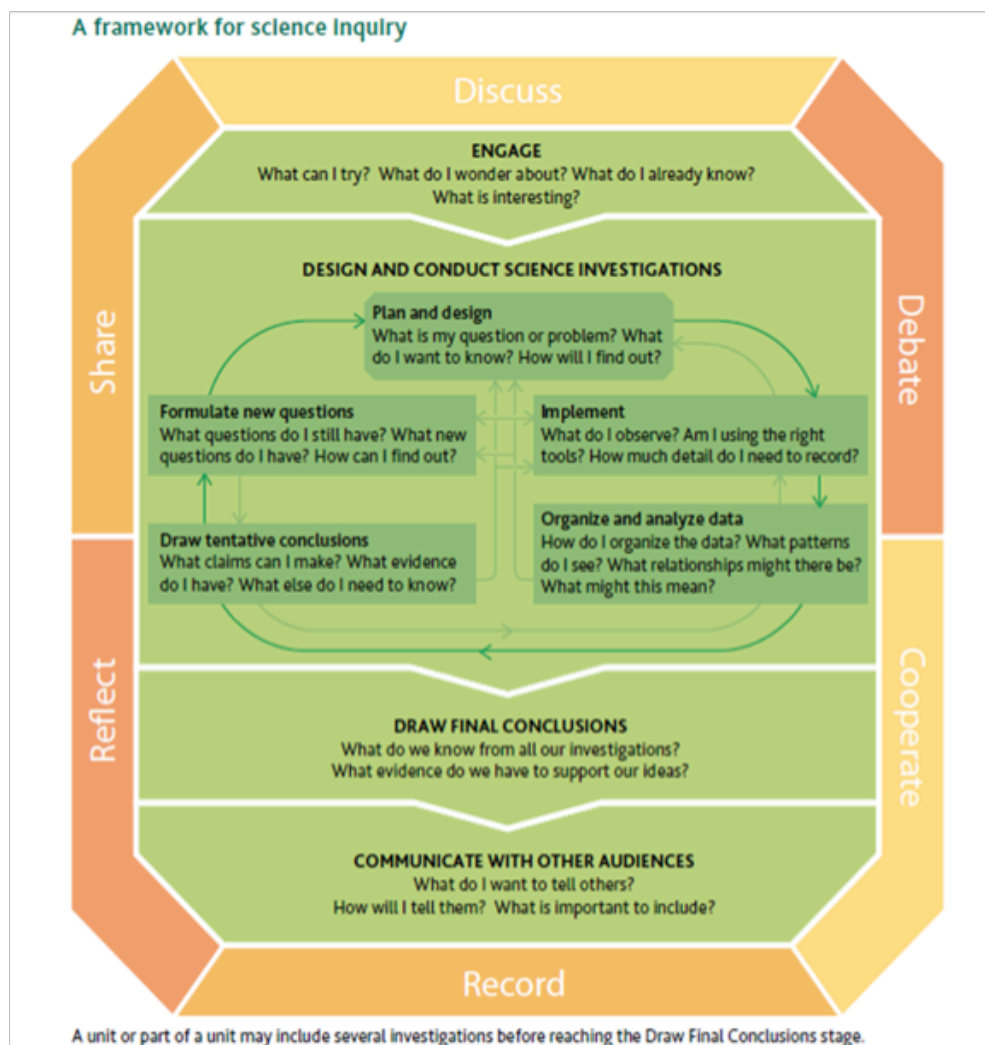 A framework for science inquiry
Discuss
ENGAGE
What can I try? What do I wonder about? What do I already know?
What is interesting?
Share
Debate
DESIGN AND CONDUCT SCIENCE INVESTIGATIONS
Plan and design
What is my question or problem? What
do I want to know? How will I find out?
Formulate new questions
What questions do I still have? What new
questions do I have? How can I find out?
Implement
What do I observe? Am I using the right
tools? How much detail do I need to record?
Draw tentative conclusions
What claims can I make? What evidence
do I have? What else do I need to know?
Organize and analyze data
How do I organize the data? What patterns
do I see? What relationships might there be?
What might this mean?
Reflect
Cooperate
DRAW FINAL CONCLUSIONS
What do we know from all our investigations?
What evidence do we have to support our ideas?
COMMUNICATE WITH OTHER AUDIENCES
What do I want to tell others?
How will I tell them? What is important to include?
Record
A unit or part of a unit may include several investigations before reaching the Draw Final Conclusions stage.